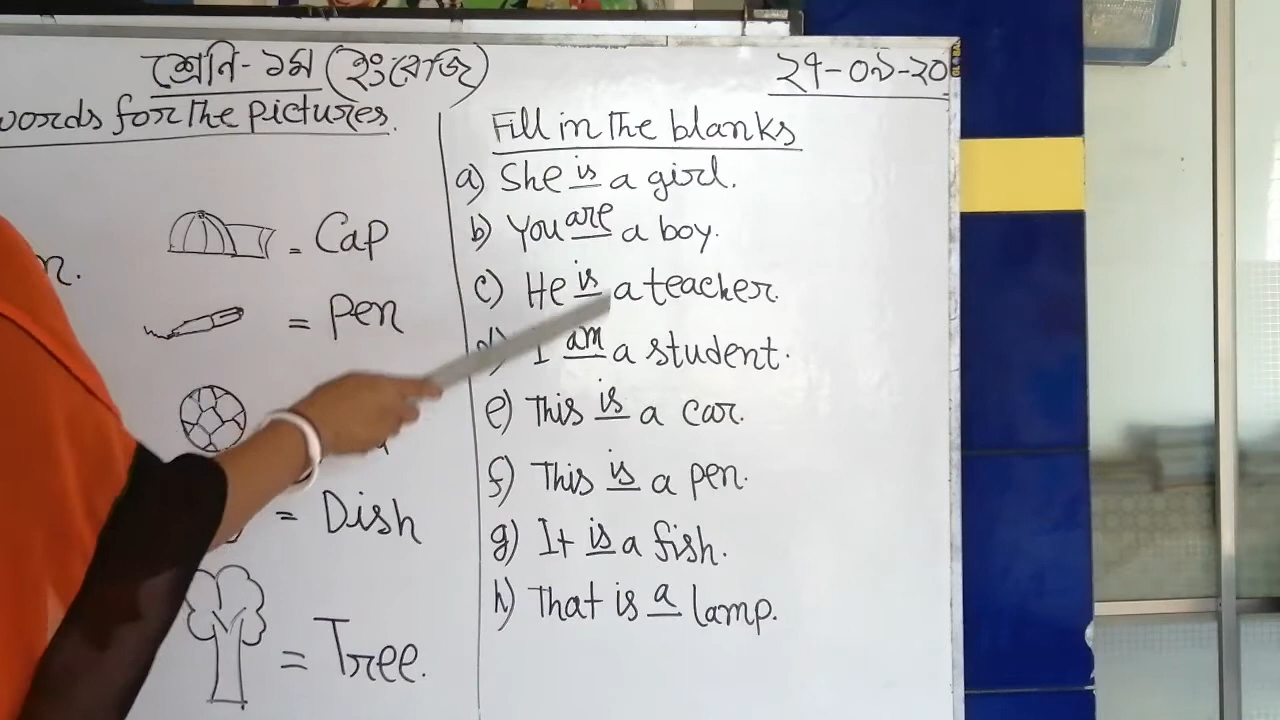 শ্রেনি-১ম (ইংরেজি)
২৭-০৯-২০
GLOBAL
words for the pictures.
= Cap
= Pen
= Dish
= Tree.
n.
Fill in the blanks
a) She is a girl.
b) You are a boy.
c) He is a teacher.
d) I am a student.
e) This is a car.
f) This is a pen.
g) It is a fish.
h) That is a lamp.